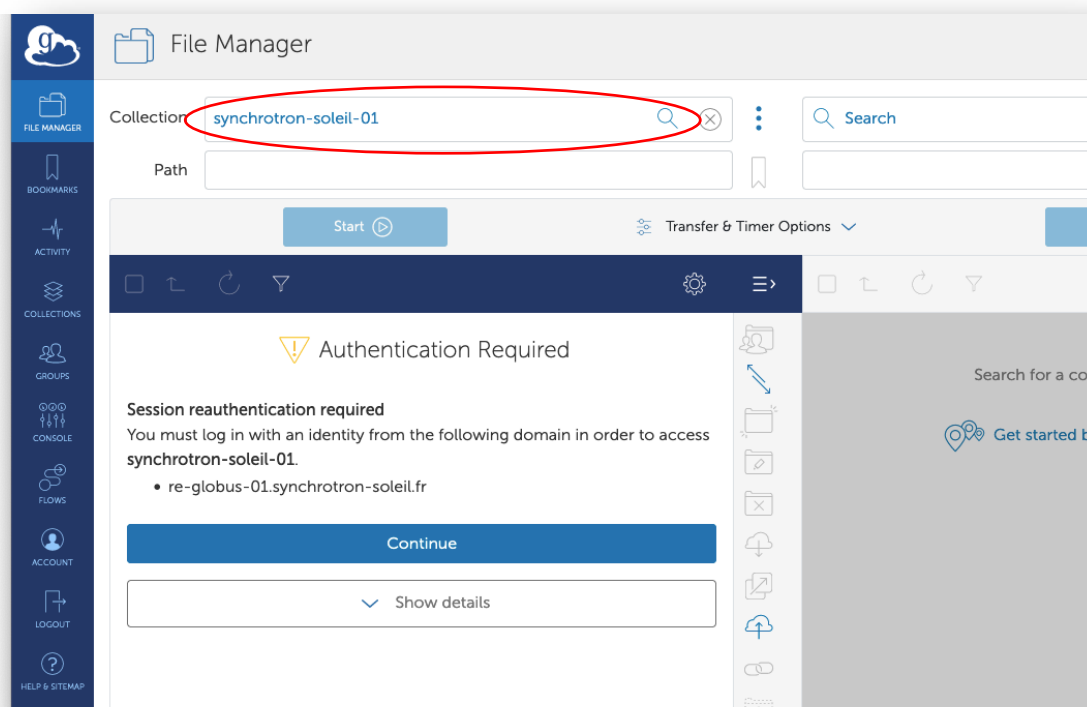 g
File Manager
FILE MANAGER
Collection
synchrotron-soleil-01
Search
Path
BOOKMARKS
Start
Transfer & Timer Options
ACTIVITY
COLLECTIONS
Authentication Required
GROUPS
Search for a co
Session reauthentication required
You must log in with an identity from the following domain in order to access
synchrotron-soleil-01.
CONSOLE
Get started b
• re-globus-01.synchrotron-soleil.fr
FLOWS
Continue
ACCOUNT
Show details
LOGOUT
HELP & SITEMAP